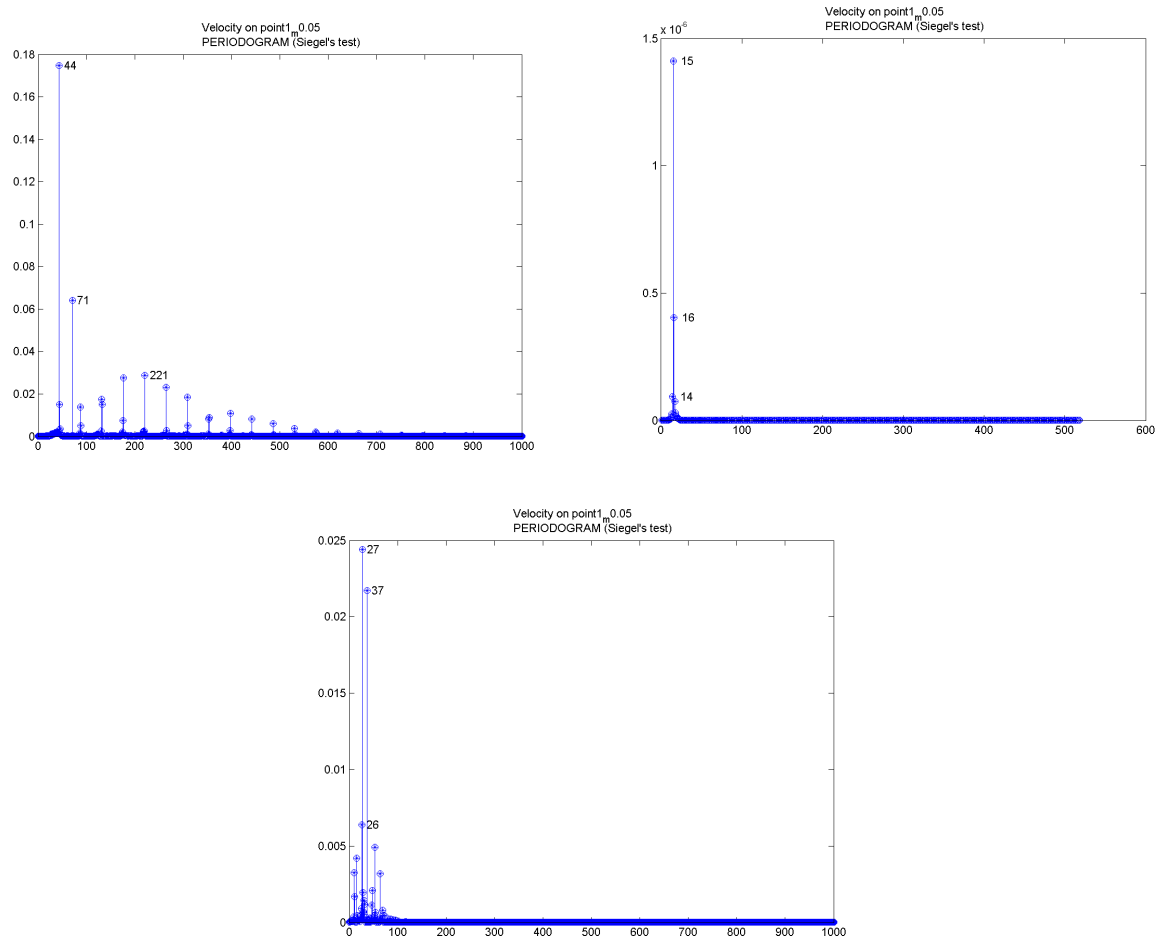 Velocity on point1_m0.05
PERIODOGRAM (Siegel's test)
0.18
0.16
0.14
0.12
0.1
0.08
0.06
0.04
0.02
0
44
71
221
0 100 200 300 400 500 600 700 800 900 1000
Velocity on point1_m0.05
PERIODOGRAM (Siegel's test)
x 10^-6
1.5
1
0.5
0
15
16
14
0 100 200 300 400 500 600
Velocity on point1_m0.05
PERIODOGRAM (Siegel's test)
0.025
0.02
0.015
0.01
0.005
0
27
37
26
0 100 200 300 400 500 600 700 800 900 1000